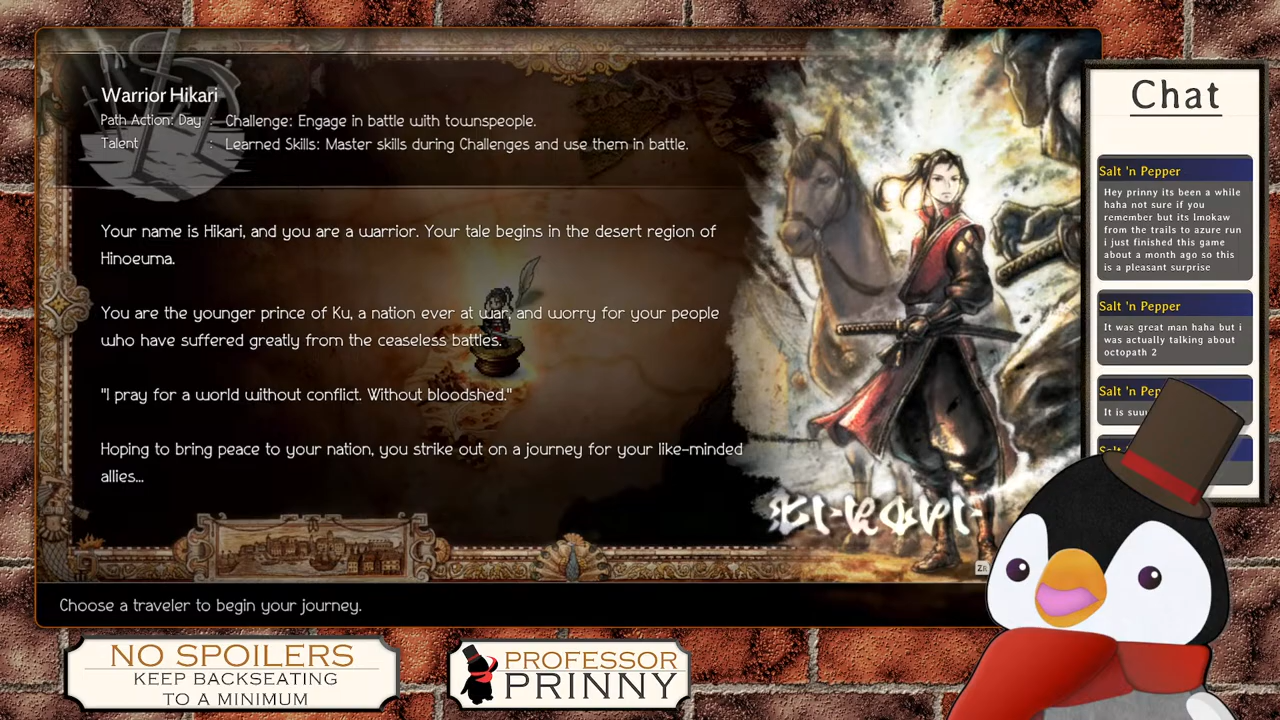 Warrior Hikari
Path Action: Day : Challenge: Engage in battle with townspeople.
Talent : Learned Skills: Master skills during Challenges and use them in battle.
Your name is Hikari, and you are a warrior. Your tale begins in the desert region of
Hinoeuma.
You are the younger prince of Ku, a nation ever at war, and worry for your people
who have suffered greatly from the ceaseless battles.
"I pray for a world without conflict. Without bloodshed."
Hoping to bring peace to your nation, you strike out on a journey for your like-minded
allies...
ZR
Choose a traveler to begin your journey.
Chat
Salt 'n Pepper
Hey prinny its been a while
haha not sure if you
remember but its lmokaw
from the trails to azure run
i just finished this game
about a month ago so this
is a pleasant surprise
Salt 'n Pepper
It was great man haha but i
was actually talking about
octopath 2
Salt 'n
It is
NO SPOILERS
KEEP BACKSEATING
TO A MINIMUM
PROFESSOR
PRINNY